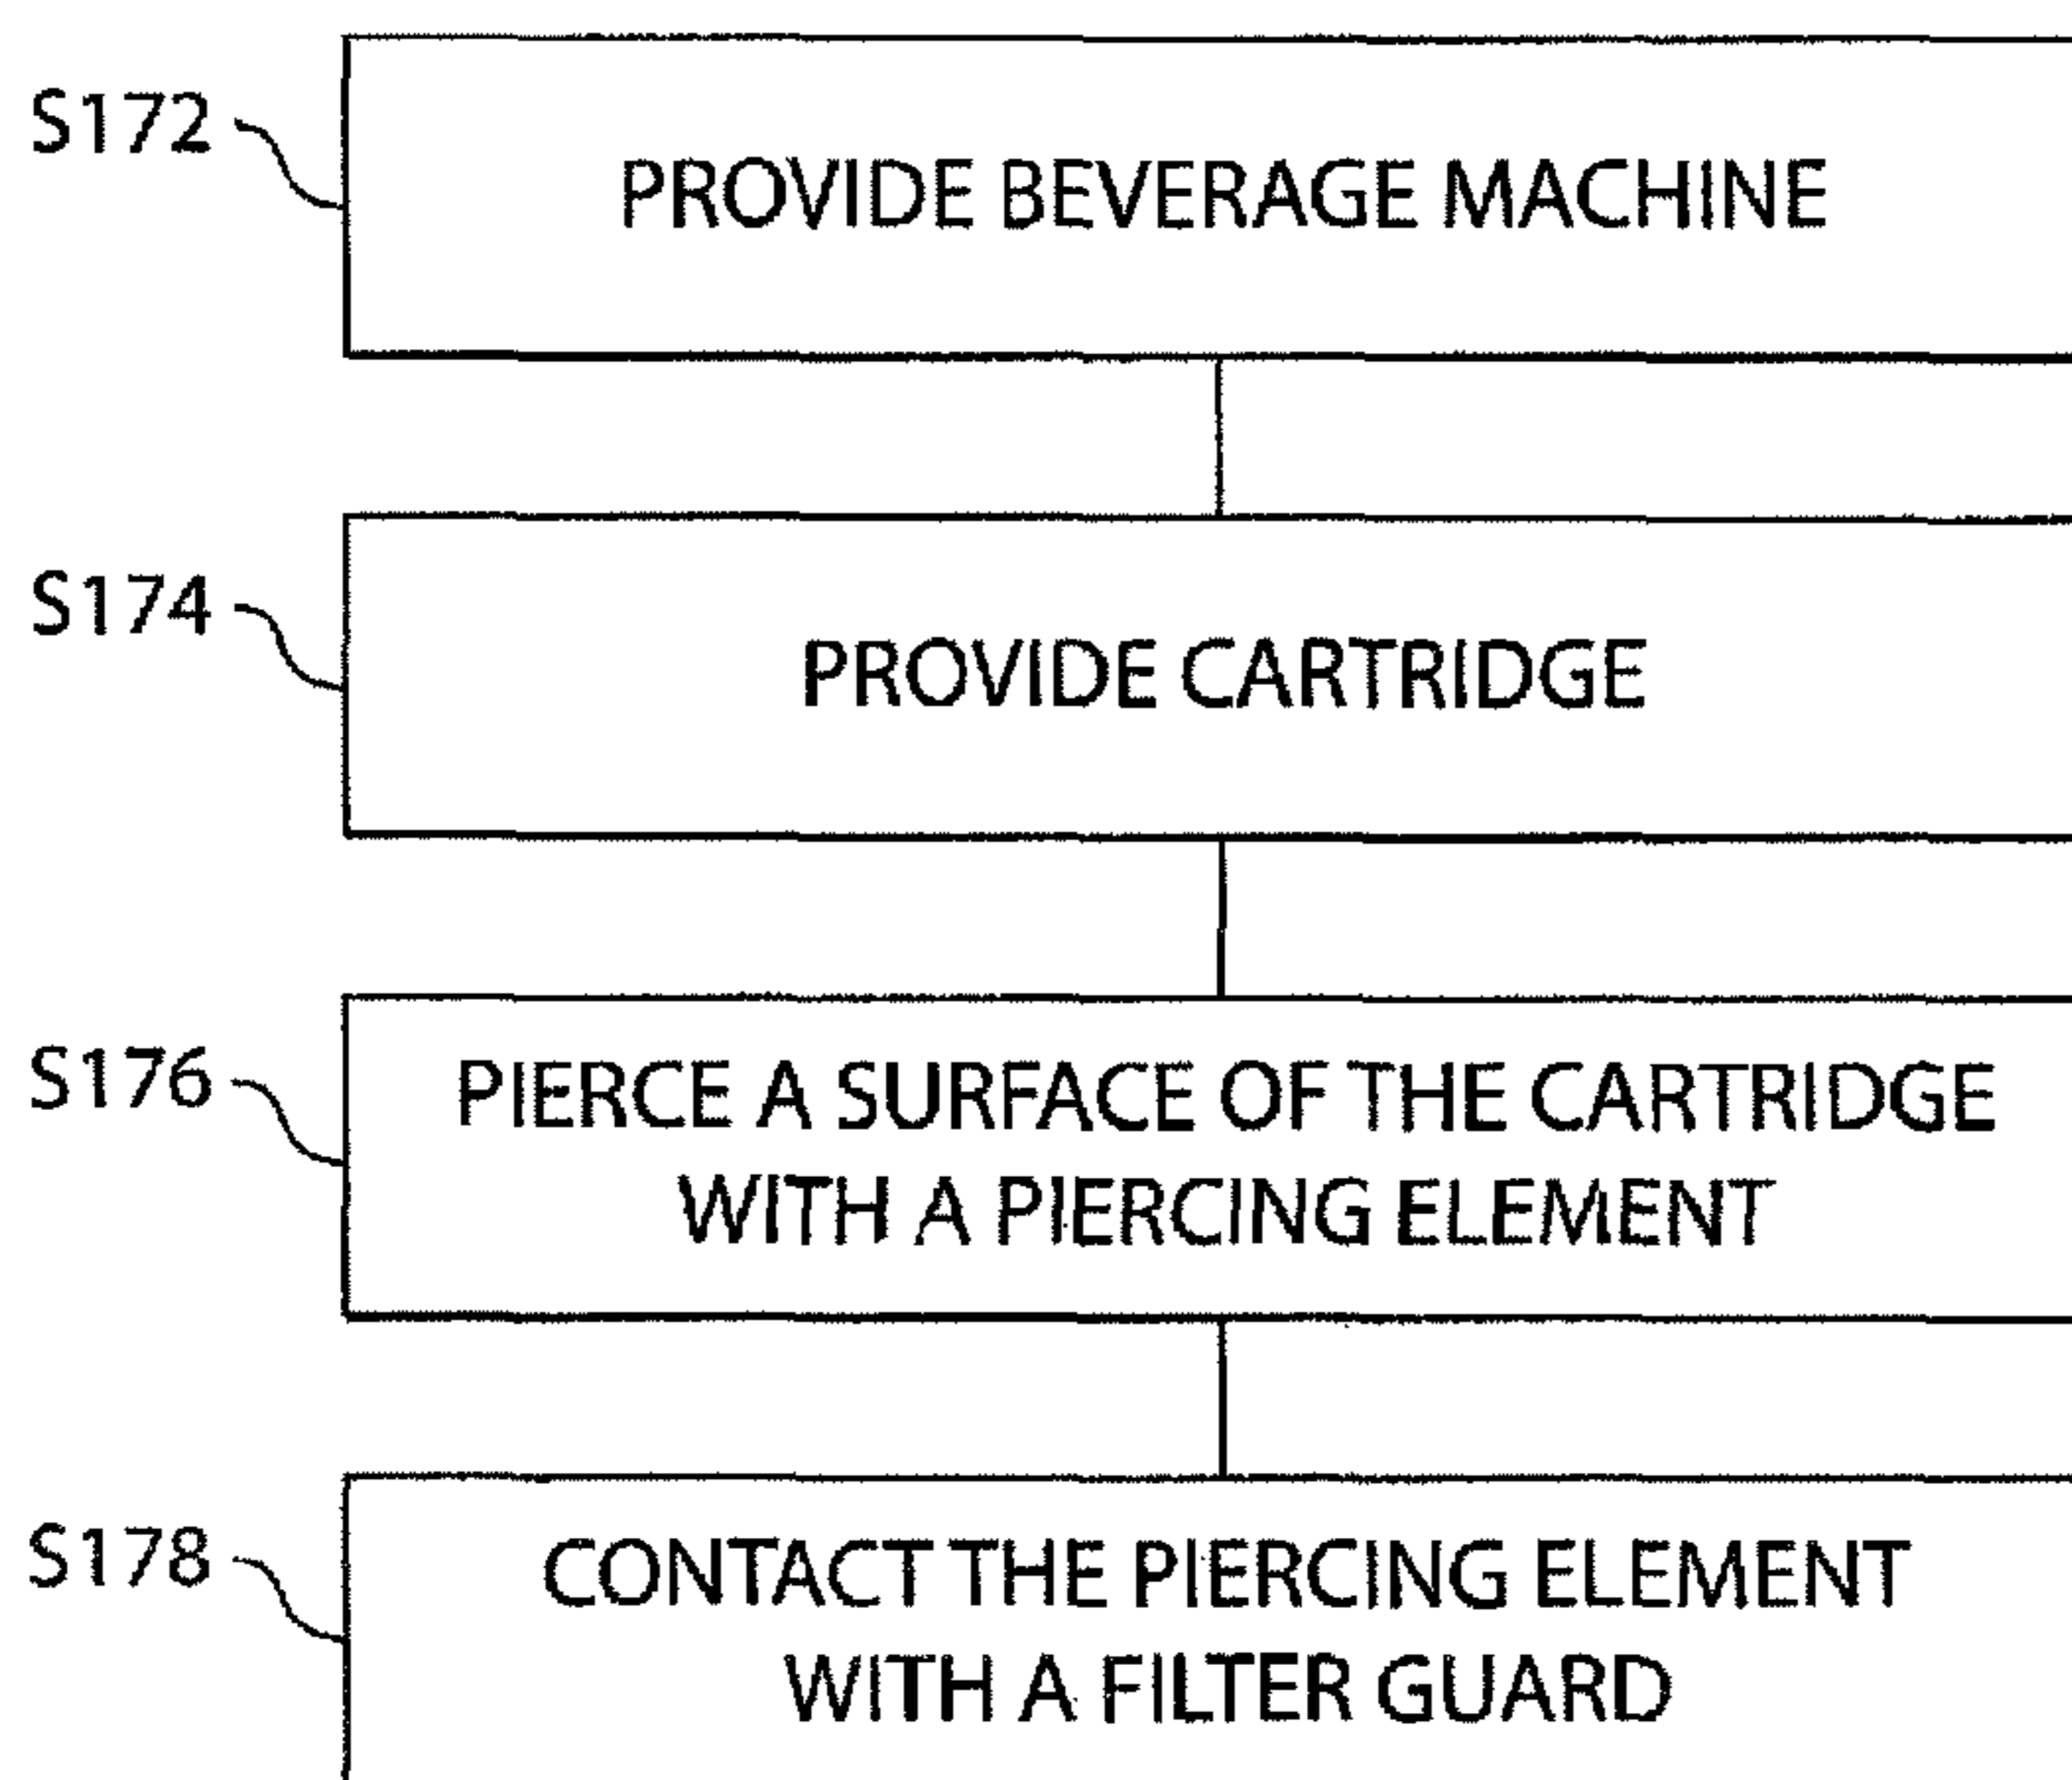 S172
PROVIDE BEVERAGE MACHINE
S174
PROVIDE CARTRIDGE
S176
PIERCE A SURFACE OF THE CARTRIDGE
WITH A PIERCING ELEMENT
S178
CONTACT THE PIERCING ELEMENT
WITH A FILTER GUARD